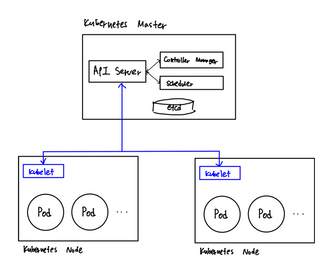 Kubernetes Master
API Server
Controller Manager
Scheduler
etcd
Kubelet
Kubelet
Pod
Pod
...
Pod
Pod
...
Kubernetes Node
Kubernetes Node